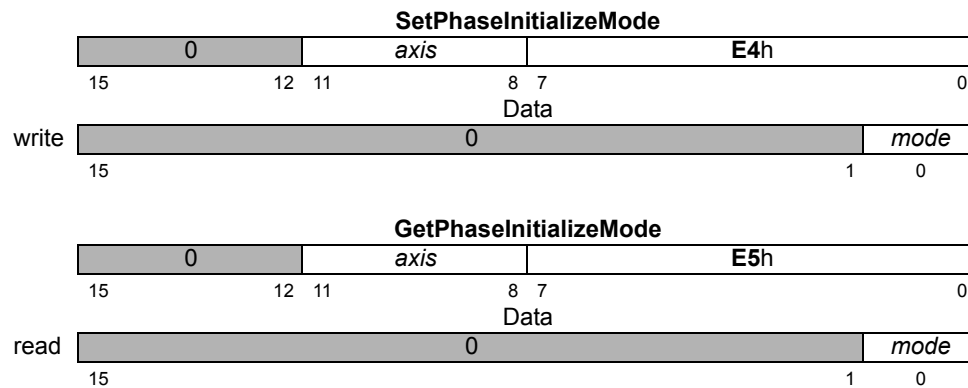 SetPhaseInitializeMode
0 axis E4h
15 12 11 8 7 0
Data
write 0 mode
15 1 0
GetPhaseInitializeMode
0 axis E5h
15 12 11 8 7 0
Data
read 0 mode
15 1 0